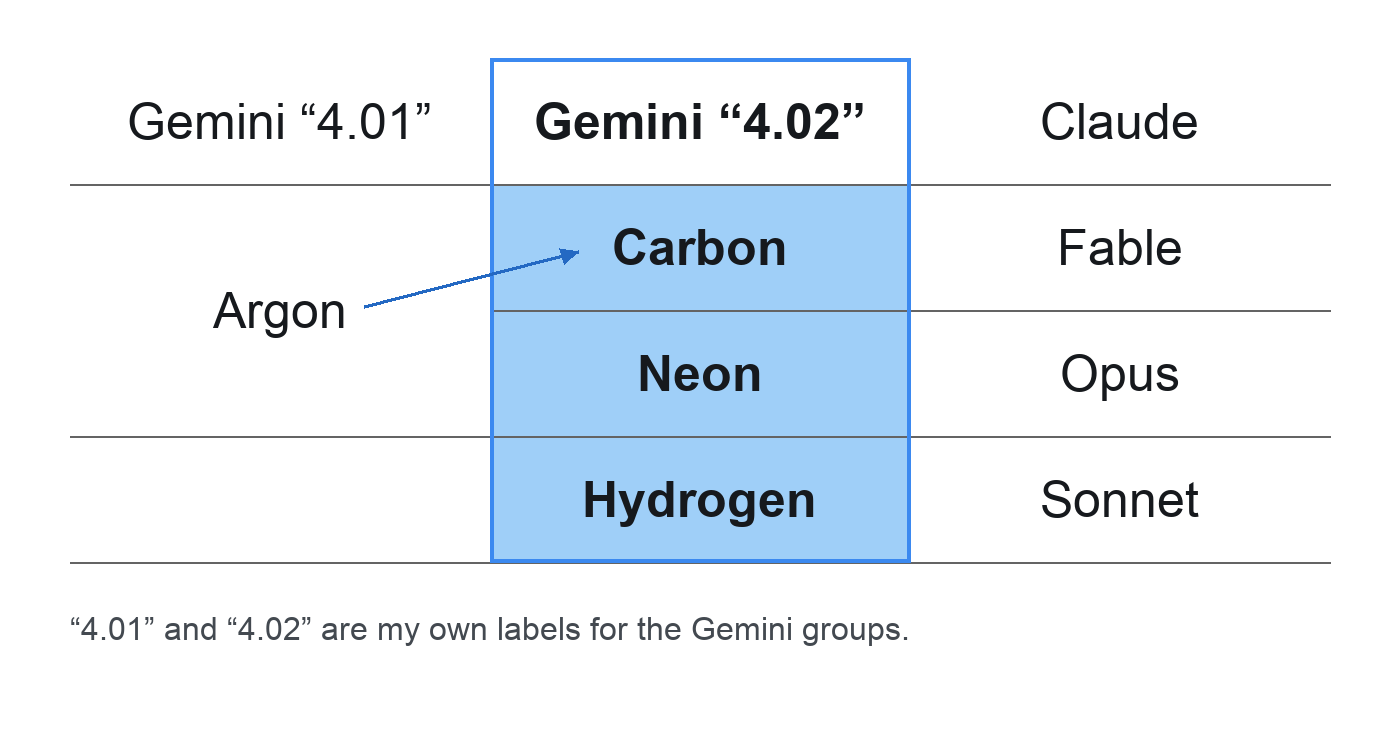 Gemini “4.01”
Gemini “4.02”
Claude
Argon
Carbon
Fable
Neon
Opus
Hydrogen
Sonnet
“4.01” and “4.02” are my own labels for the Gemini groups.